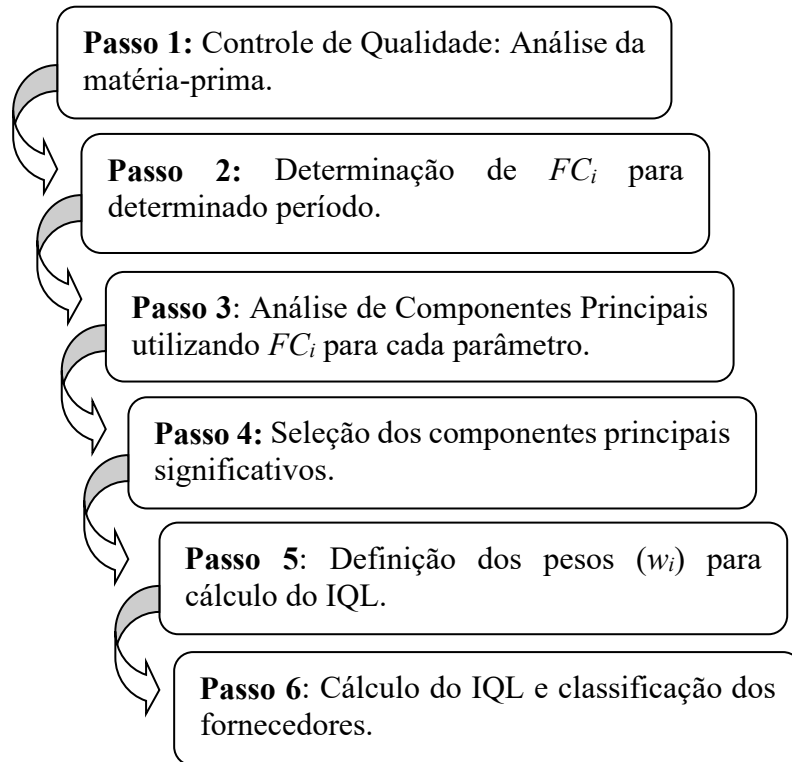 Passo 1: Controle de Qualidade: Análise da
matéria-prima.
Passo 2: Determinação de FCi para
determinado período.
Passo 3: Análise de Componentes Principais
utilizando FCi para cada parâmetro.
Passo 4: Seleção dos componentes principais
significativos.
Passo 5: Definição dos pesos (wi) para
cálculo do IQL.
Passo 6: Cálculo do IQL e classificação dos
fornecedores.